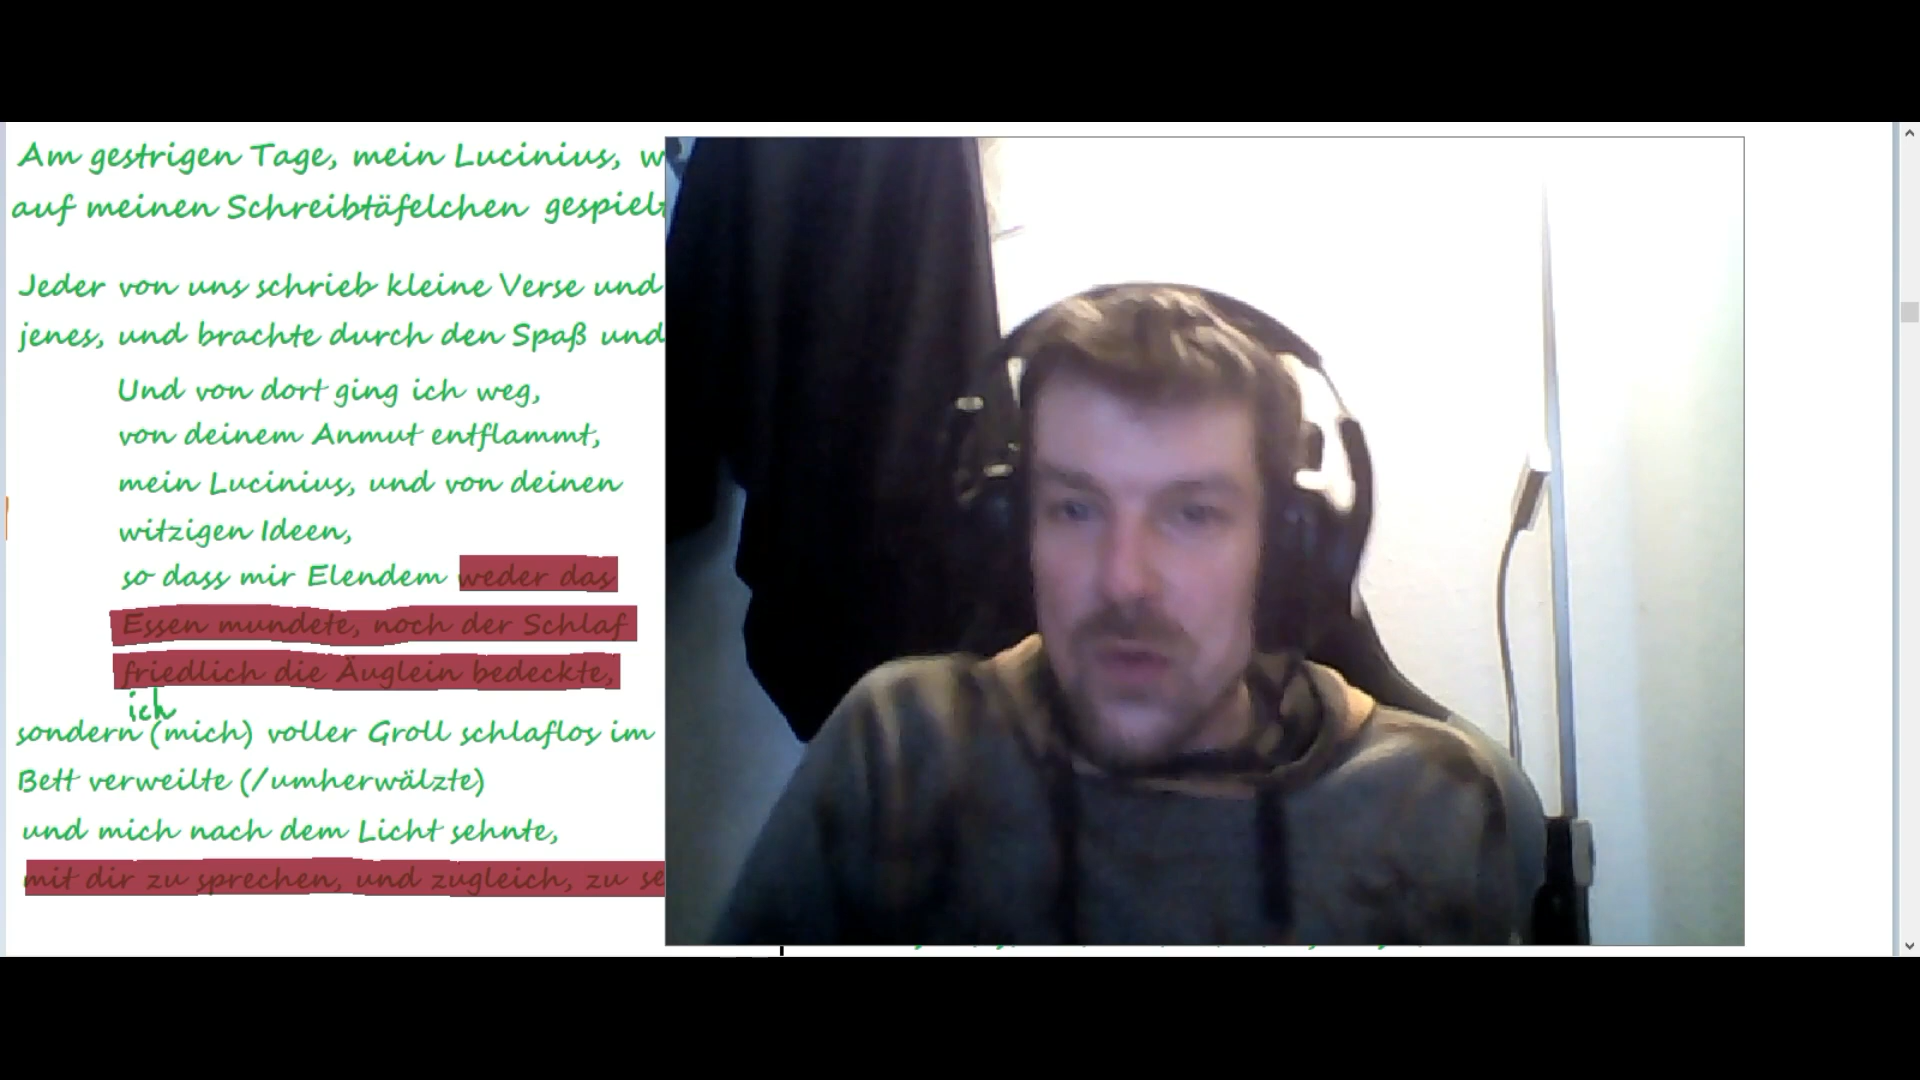 Am gestrigen Tage, mein Lucinius, w
auf meinen Schreibtäfelchen gespielt
Jeder von uns schrieb kleine Verse und
jenes, und brachte durch den Spaß und
Und von dort ging ich weg,
von deinem Anmut entflammt,
mein Lucinius, und von deinen
witzigen Ideen,
so dass mir Elendem weder das
Essen mundete, noch der Schlaf
friedlich die Äuglein bedeckte,
ich
sondern (mich) voller Groll schlaflos im
Bett verweilte (/umherwälzte)
und mich nach dem Licht sehnte,
mit dir zu sprechen, und zugleich, zu se